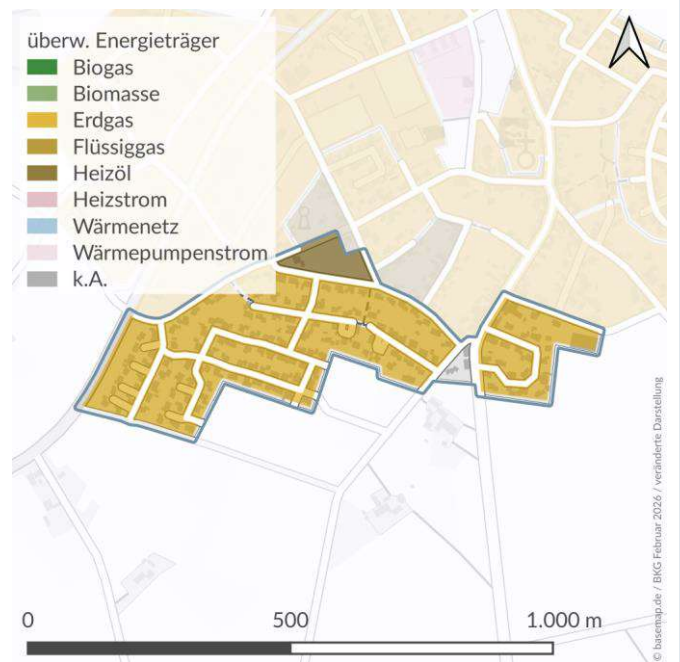 überw. Energieträger
Biogas
Biomasse
Erdgas
Flüssiggas
Heizöl
Heizstrom
Wärmenetz
Wärmepumpenstrom
k.A.
© basemap.de / BKG Februar 2026 / veränderte Darstellung
0 500 1.000 m